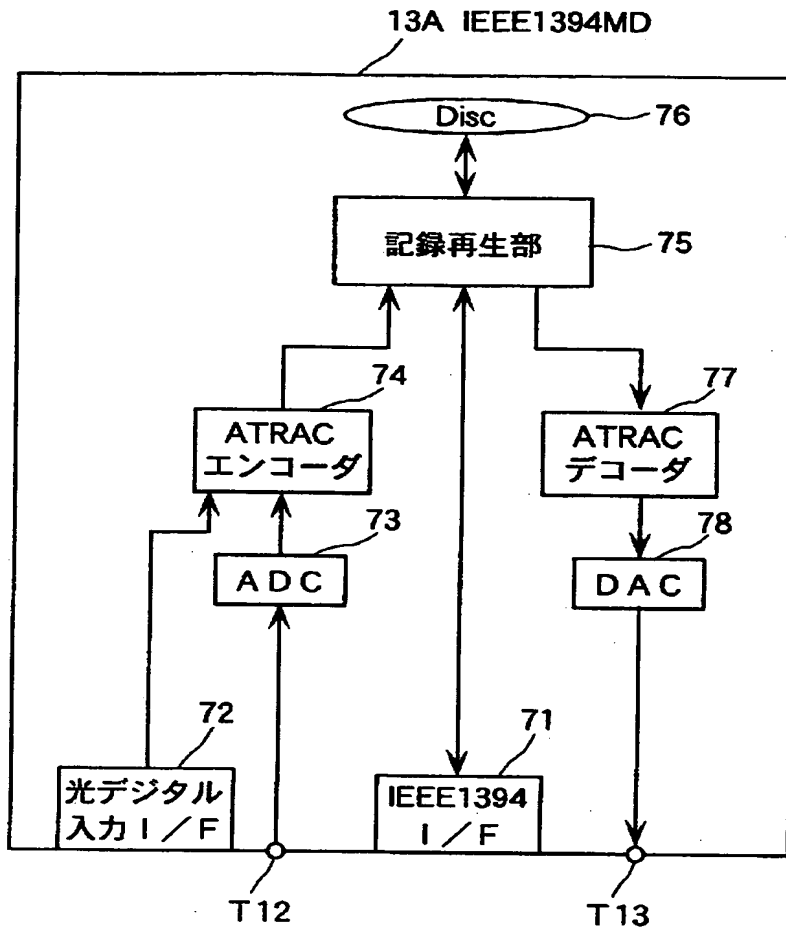 13A IEEE1394MD
Disc
76
記録再生部
75
74
77
ATRAC
エンコーダ
ATRAC
デコーダ
73
78
ADC
DAC
72
71
光デジタル
入力I/F
IEEE1394
I/F
T12
T13